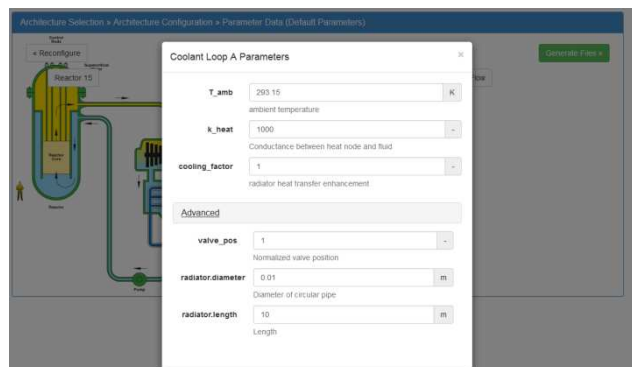 Architecture Selection » Architecture Configuration » Parameter Data (Default Parameters)
« Reconfigure
Generate Files »
Reactor 15
Flow
Coolant Loop A Parameters
×
T_amb 293.15 K
ambient temperature
k_heat 1000 -
Conductance between heat node and fluid
cooling_factor 1 -
radiator heat transfer enhancement
Advanced
valve_pos 1 -
Normalized valve position
radiator.diameter 0.01 m
Diameter of circular pipe
radiator.length 10 m
Length
Reactor
Pump